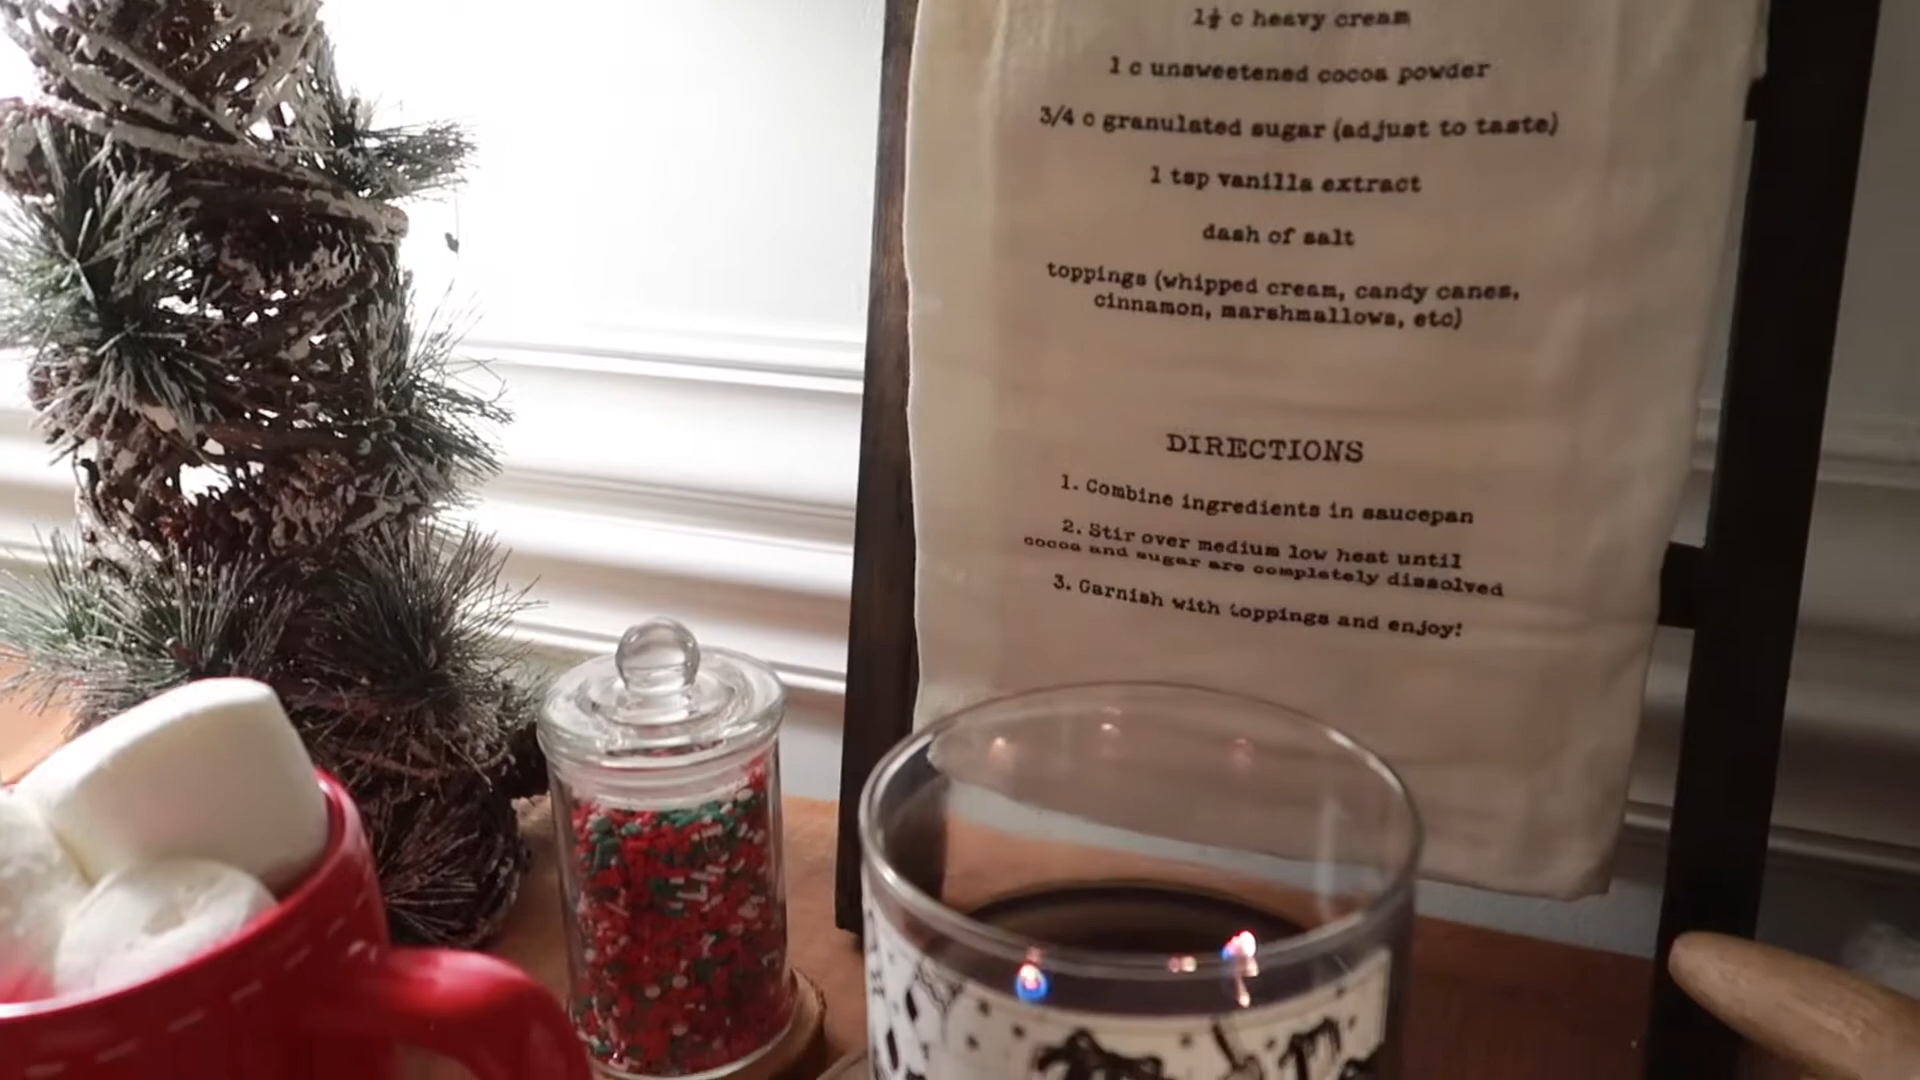 1½ c heavy cream
1 c unsweetened cocoa powder
3/4 c granulated sugar (adjust to taste)
1 tsp vanilla extract
dash of salt
toppings (whipped cream, candy canes,
cinnamon, marshmallows, etc)
DIRECTIONS
1. Combine ingredients in saucepan
2. Stir over medium low heat until
cocoa and sugar are completely dissolved
3. Garnish with toppings and enjoy!